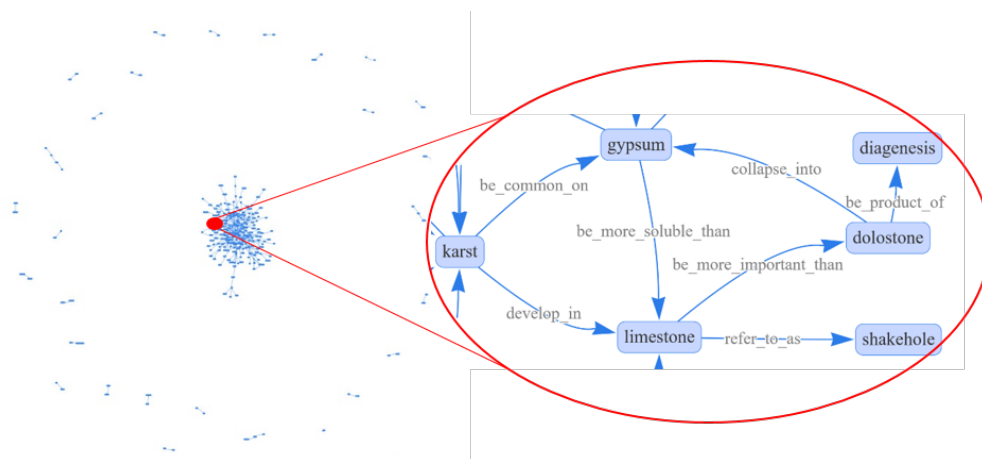 gypsum
diagenesis
collapse_into
be_common_on
be_product_of
be_more_soluble_than
dolostone
karst
be_more_important_than
develop_in
limestone
refer_to_as
shakehole